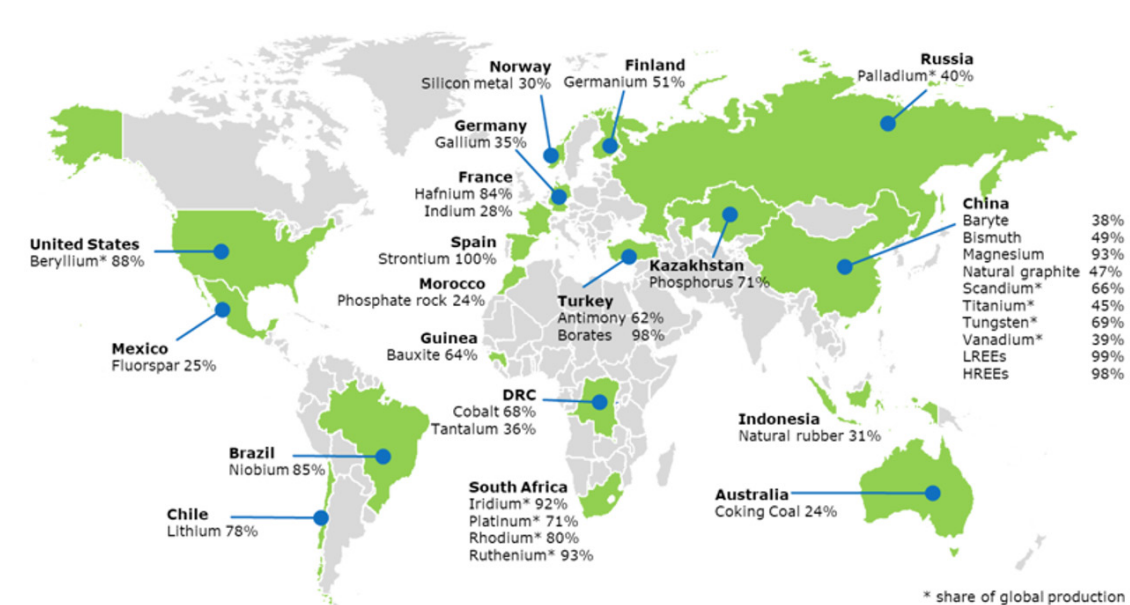 Norway
Silicon metal 30%
Finland
Germanium 51%
Russia
Palladium* 40%
Germany
Gallium 35%
France
Hafnium 84%
Indium 28%
United States
Beryllium* 88%
Spain
Strontium 100%
Morocco
Phosphate rock 24%
Kazakhstan
Phosphorus 71%
China
Baryte 38%
Bismuth 49%
Magnesium 93%
Natural graphite 47%
Scandium* 66%
Titanium* 45%
Tungsten* 69%
Vanadium* 39%
LREEs 99%
HREEs 98%
Turkey
Antimony 62%
Borates 98%
Mexico
Fluorspar 25%
Guinea
Bauxite 64%
DRC
Cobalt 68%
Tantalum 36%
Indonesia
Natural rubber 31%
Brazil
Niobium 85%
South Africa
Iridium* 92%
Platinum* 71%
Rhodium* 80%
Ruthenium* 93%
Australia
Coking Coal 24%
Chile
Lithium 78%
* share of global production